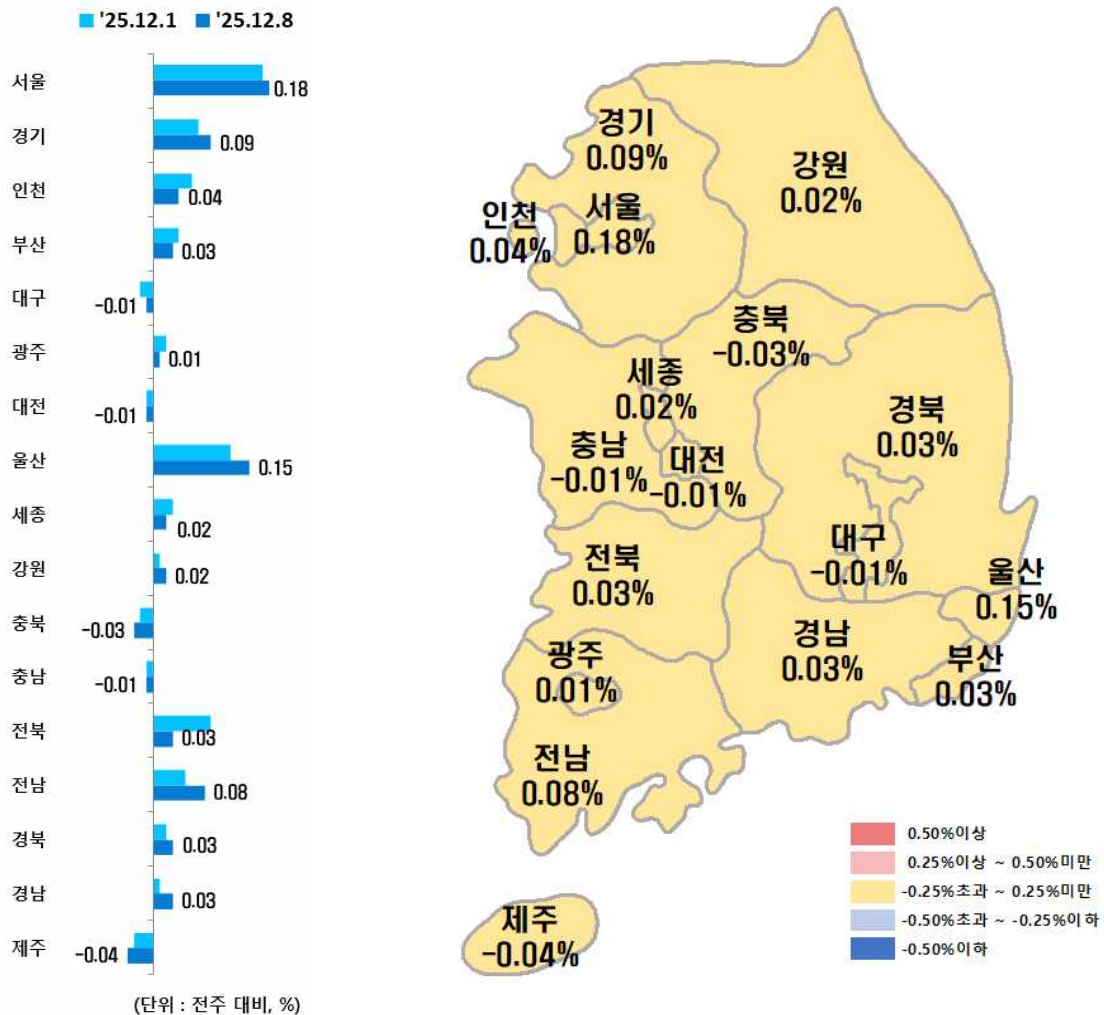 '25.12.1 '25.12.8
서울 0.18
경기 0.09
인천 0.04
부산 0.03
대구 -0.01
광주 0.01
대전 -0.01
울산 0.15
세종 0.02
강원 0.02
충북 -0.03
충남 -0.01
전북 0.03
전남 0.08
경북 0.03
경남 0.03
제주 -0.04
(단위 : 전주 대비, %)
경기
0.09%
강원
0.02%
인천
0.04%
서울
0.18%
충북
-0.03%
세종
0.02%
경북
0.03%
충남
-0.01%
대전
-0.01%
대구
-0.01%
울산
0.15%
전북
0.03%
경남
0.03%
부산
0.03%
광주
0.01%
전남
0.08%
제주
-0.04%
0.50%이상
0.25%이상 ~ 0.50%미만
-0.25%초과 ~ 0.25%미만
-0.50%초과 ~ -0.25%이하
-0.50%이하